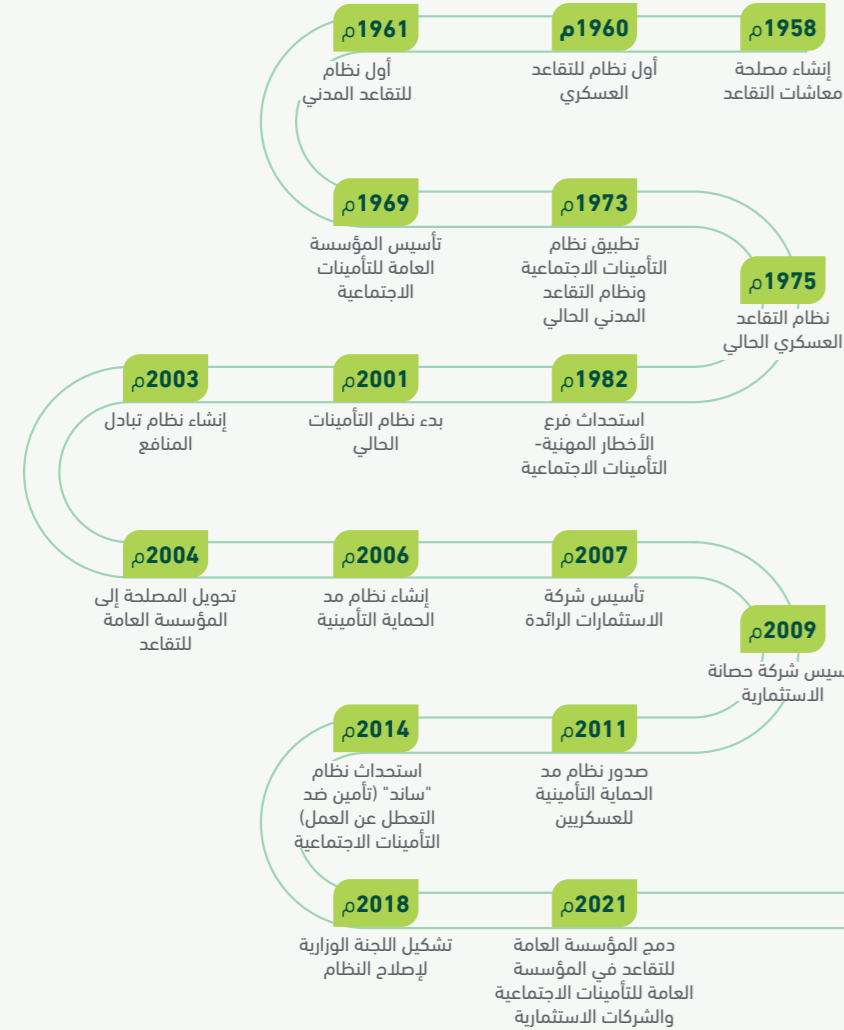 1958م
إنشاء مصلحة
معاشات التقاعد
1960م
أول نظام للتقاعد
العسكري
1961م
أول نظام
للتقاعد المدني
1969م
تأسيس المؤسسة
العامة للتأمينات
الاجتماعية
1973م
تطبيق نظام
التأمينات الاجتماعية
ونظام التقاعد
المدني الحالي
1975م
نظام التقاعد
العسكري الحالي
1982م
استحداث فرع
الأخطار المهنية-
التأمينات الاجتماعية
2001م
بدء نظام التأمينات
الحالي
2003م
إنشاء نظام تبادل
المنافع
2004م
تحويل المصلحة إلى
المؤسسة العامة
للتقاعد
2006م
إنشاء نظام مد
الحماية التأمينية
2007م
تأسيس شركة
الاستثمارات الرائدة
2009م
سيس شركة حصانة
الاستثمارية
2011م
صدور نظام مد
الحماية التأمينية
للعسكريين
2014م
استحداث نظام
"ساند" (تأمين ضد
التعطل عن العمل)
التأمينات الاجتماعية
2018م
تشكيل اللجنة الوزارية
لإصلاح النظام
2021م
دمج المؤسسة العامة
للتقاعد في المؤسسة
العامة للتأمينات الاجتماعية
والشركات الاستثمارية